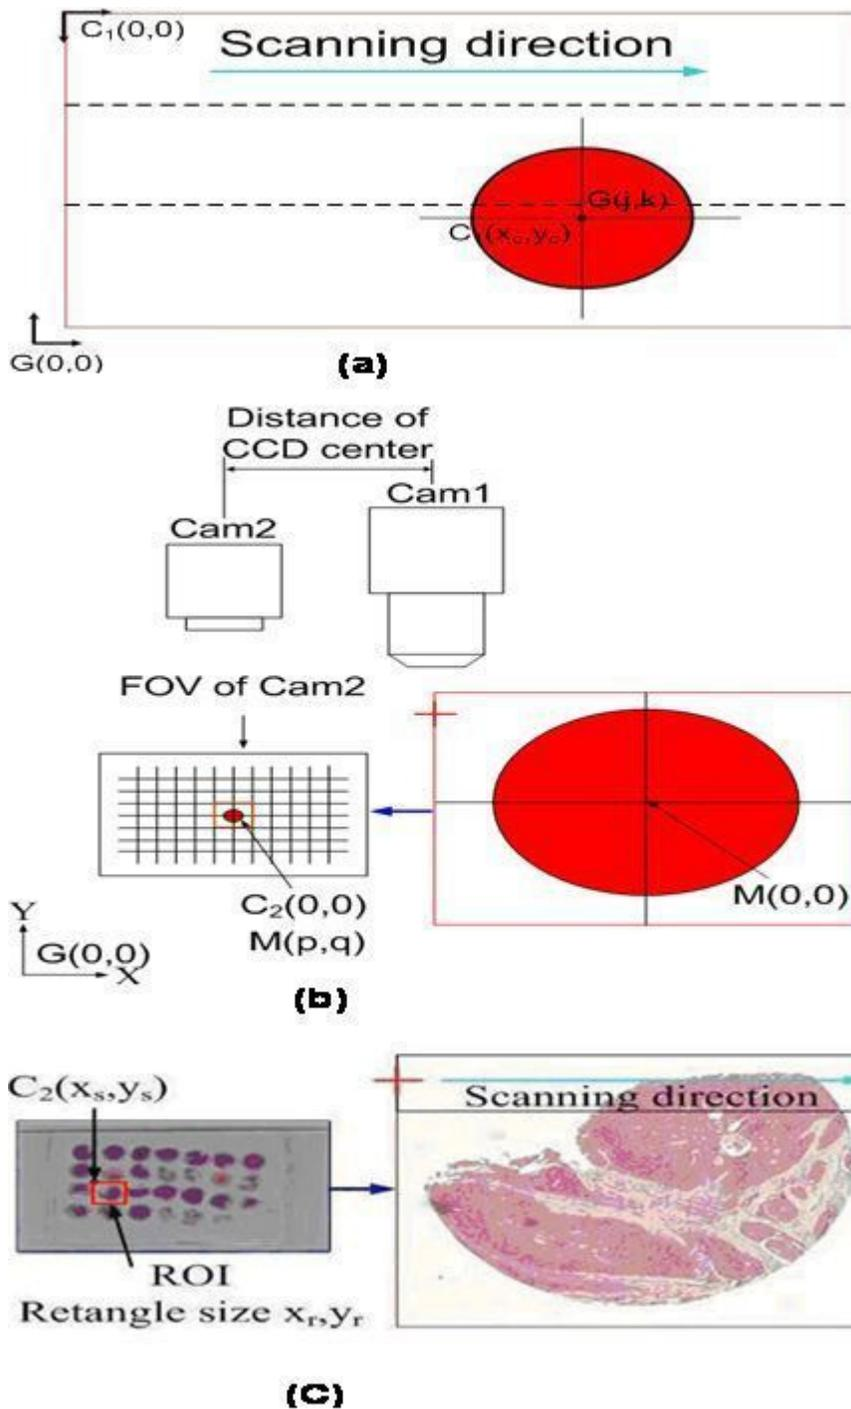 C₁(0,0)
Scanning direction
G(j,k)
C₁(xc,yc)
G(0,0)
(a)
Distance of
CCD center
Cam1
Cam2
FOV of Cam2
M(0,0)
C₂(0,0)
M(p,q)
Y
G(0,0)
X
(b)
C₂(xs,ys)
Scanning direction
ROI
Retangle size xr,yr
(C)